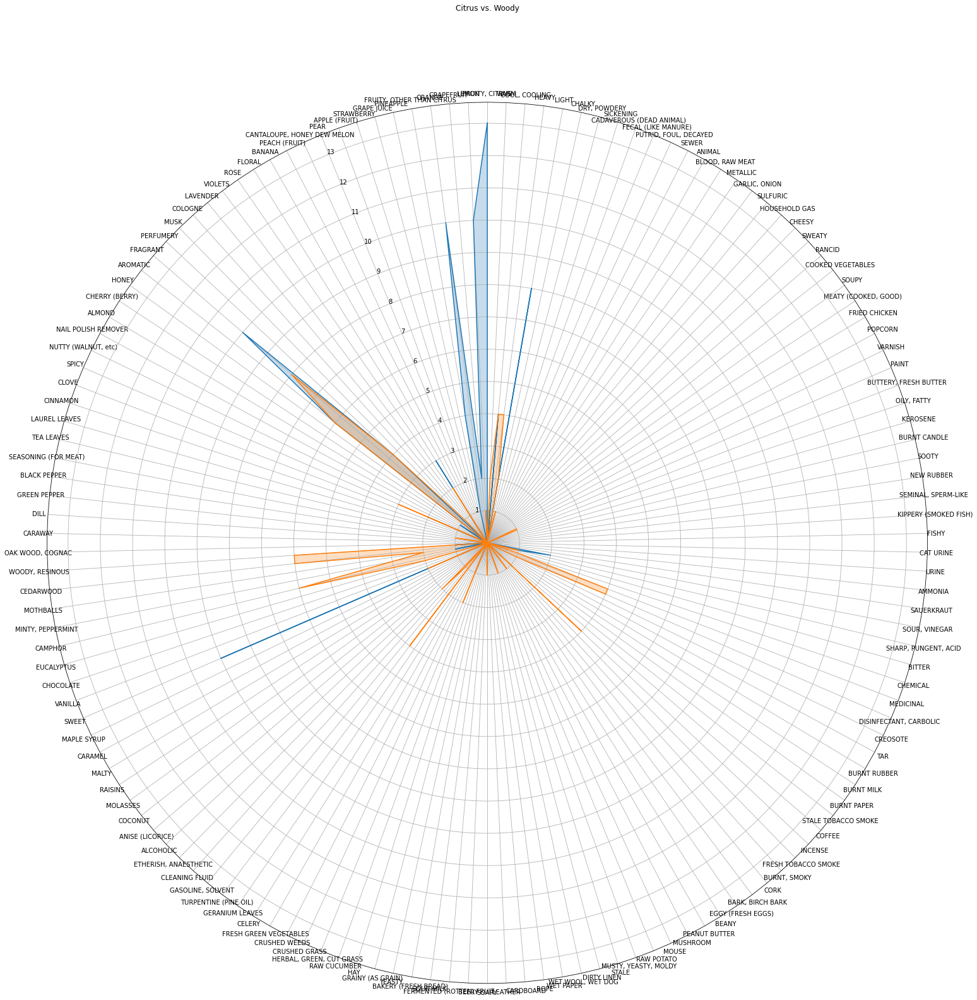 Citrus vs. Woody
FRUITY, CITRUS
LEMON
GRAPEFRUIT
ORANGE
FRUITY, OTHER THAN CITRUS
PINEAPPLE
GRAPE JUICE
STRAWBERRY
APPLE (FRUIT)
PEAR
CANTALOUPE, HONEY DEW MELON
PEACH (FRUIT)
BANANA
FLORAL
ROSE
VIOLETS
LAVENDER
COLOGNE
MUSK
PERFUMERY
FRAGRANT
AROMATIC
HONEY
CHERRY (BERRY)
ALMOND
NAIL POLISH REMOVER
NUTTY (WALNUT, etc)
SPICY
CLOVE
CINNAMON
LAUREL LEAVES
TEA LEAVES
SEASONING (FOR MEAT)
BLACK PEPPER
GREEN PEPPER
DILL
CARAWAY
OAK WOOD, COGNAC
WOODY, RESINOUS
CEDARWOOD
MOTHBALLS
MINTY, PEPPERMINT
CAMPHOR
EUCALYPTUS
CHOCOLATE
VANILLA
SWEET
MAPLE SYRUP
CARAMEL
MALTY
RAISINS
MOLASSES
COCONUT
ANISE (LICORICE)
ALCOHOLIC
ETHERISH, ANAESTHETIC
CLEANING FLUID
GASOLINE, SOLVENT
TURPENTINE (PINE OIL)
GERANIUM LEAVES
CELERY
FRESH GREEN VEGETABLES
CRUSHED WEEDS
CRUSHED GRASS
HERBAL, GREEN, CUT GRASS
RAW CUCUMBER
HAY
GRAINY (AS GRAIN)
YEASTY
BAKERY (FRESH BREAD)
SOUR MILK
FERMENTED (ROTTEN) FRUIT
BEERY
SOAPY
LEATHER
CARDBOARD
ROPE
WET PAPER
WET WOOL, WET DOG
DIRTY LINEN
STALE
MUSTY, YEASTY, MOLDY
RAW POTATO
MOUSE
MUSHROOM
PEANUT BUTTER
BEANY
EGGY (FRESH EGGS)
BARK, BIRCH BARK
CORK
BURNT, SMOKY
FRESH TOBACCO SMOKE
INCENSE
COFFEE
STALE TOBACCO SMOKE
BURNT PAPER
BURNT MILK
BURNT RUBBER
TAR
CREOSOTE
DISINFECTANT, CARBOLIC
MEDICINAL
CHEMICAL
BITTER
SHARP, PUNGENT, ACID
SOUR, VINEGAR
SAUERKRAUT
AMMONIA
URINE
CAT URINE
FISHY
KIPPERY (SMOKED FISH)
SEMINAL, SPERM-LIKE
NEW RUBBER
SOOTY
BURNT CANDLE
KEROSENE
OILY, FATTY
BUTTERY, FRESH BUTTER
PAINT
VARNISH
POPCORN
FRIED CHICKEN
MEATY (COOKED, GOOD)
SOUPY
COOKED VEGETABLES
RANCID
SWEATY
CHEESY
HOUSEHOLD GAS
SULFURIC
GARLIC, ONION
METALLIC
BLOOD, RAW MEAT
ANIMAL
SEWER
PUTRID, FOUL, DECAYED
FECAL (LIKE MANURE)
CADAVEROUS (DEAD ANIMAL)
SICKENING
DRY, POWDERY
CHALKY
LIGHT
HEAVY
COOL, COOLING
WARM
1
2
3
4
5
6
7
8
9
10
11
12
13